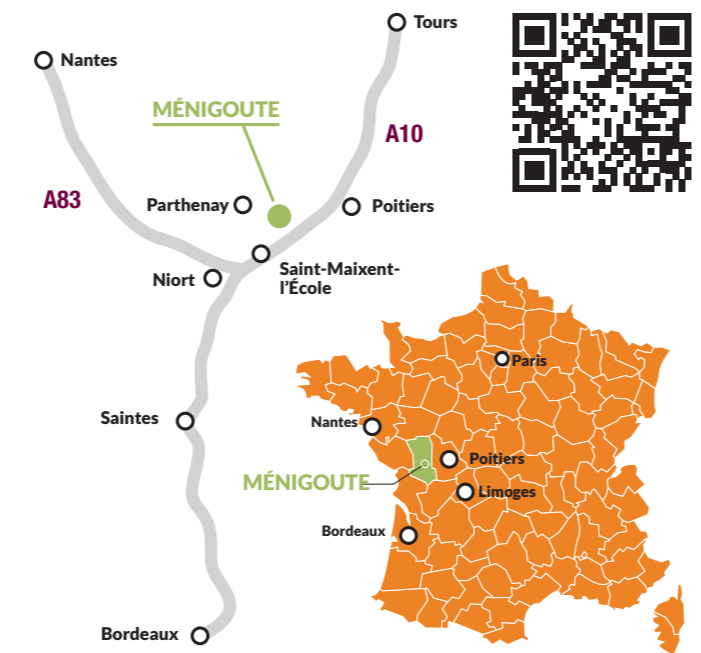 Tours
Nantes
MÉNIGOUTE
A10
A83
Parthenay
Poitiers
Saint-Maixent-
l'École
Niort
Saintes
Bordeaux
Paris
Nantes
Poitiers
MÉNIGOUTE
Limoges
Bordeaux